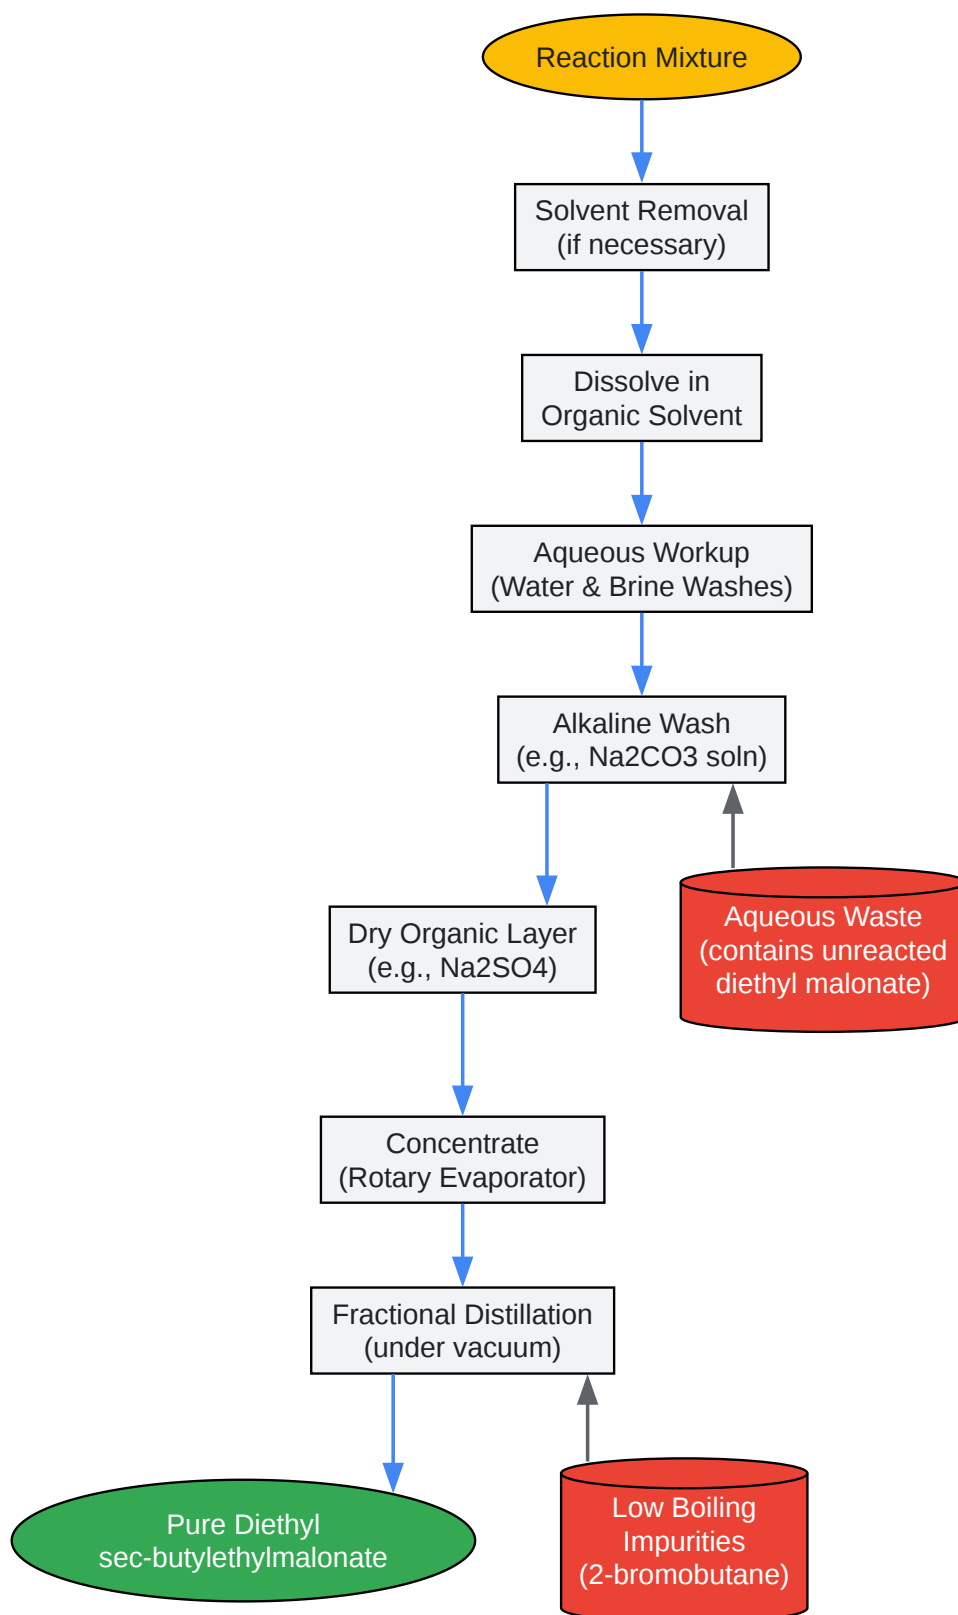 Reaction Mixture
Solvent Removal
(if necessary)
Dissolve in
Organic Solvent
Aqueous Workup
(Water & Brine Washes)
Alkaline Wash
(e.g., Na2CO3 soln)
Aqueous Waste
(contains unreacted
diethyl malonate)
Dry Organic Layer
(e.g., Na2SO4)
Concentrate
(Rotary Evaporator)
Fractional Distillation
(under vacuum)
Pure Diethyl
sec-butylethylmalonate
Low Boiling
Impurities
(2-bromobutane)